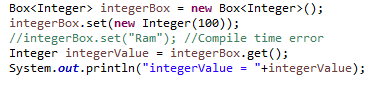 Box<Integer> integerBox = new Box<Integer>();
integerBox.set(new Integer(100));
//integerBox.set("Ram"); //Compile time error
Integer integerValue = integerBox.get();
System.out.println("integerValue = "+integerValue);